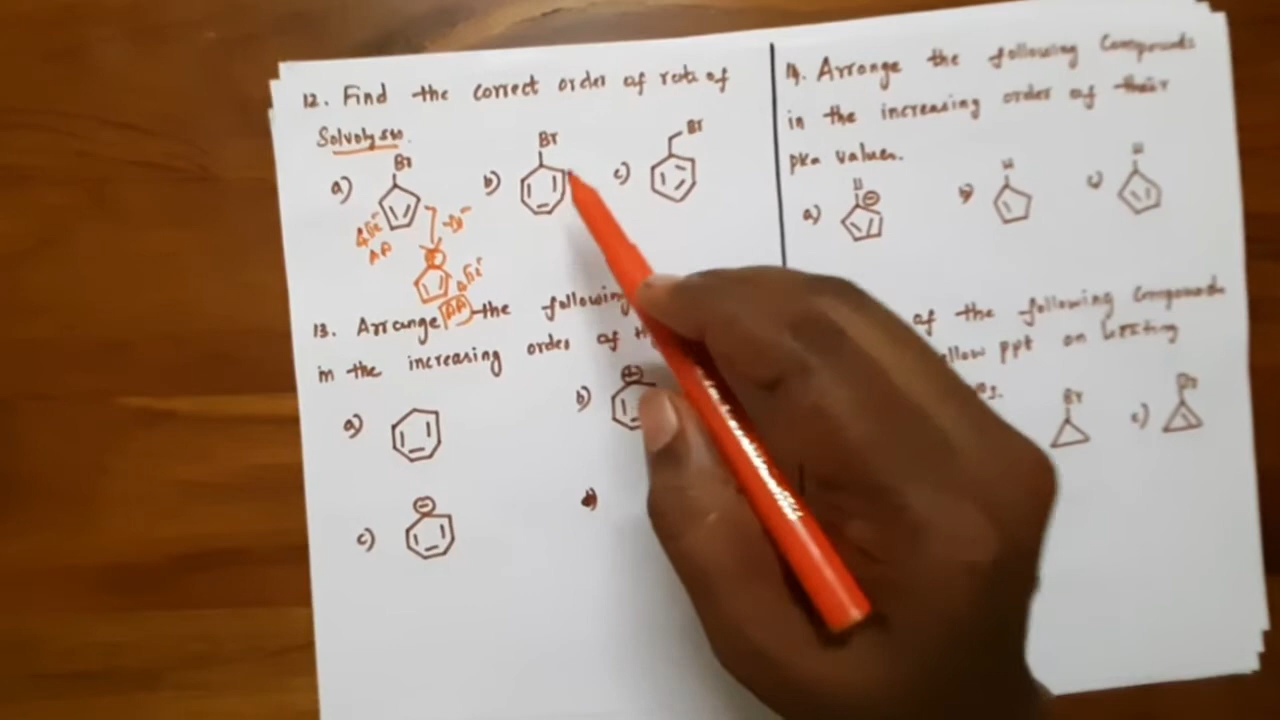 12. Find the correct order of rate of
Solvolysis.
a) Br
b) Br
c) Br
4πe⁻
AA
-Br⁻
⊕
4πe⁻
AA
13. Arrange the following
in the increasing order of
a)
b) ⊕
c) ⊖
d)
14. Arrange the following Compounds
in the increasing order of their
pka values.
a) H ⊖
b) H
c) H
of the following Compounds
ellow ppt on
Br
c) Br